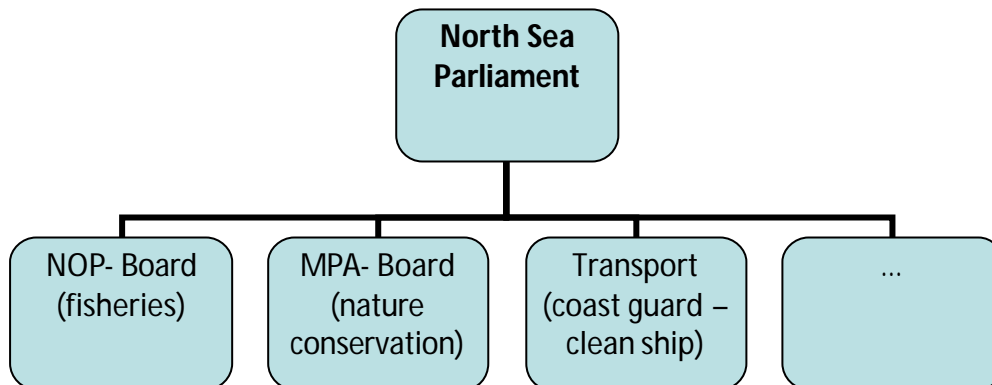 North Sea
Parliament
NOP- Board
(fisheries)
MPA- Board
(nature
conservation)
Transport
(coast guard –
clean ship)
...